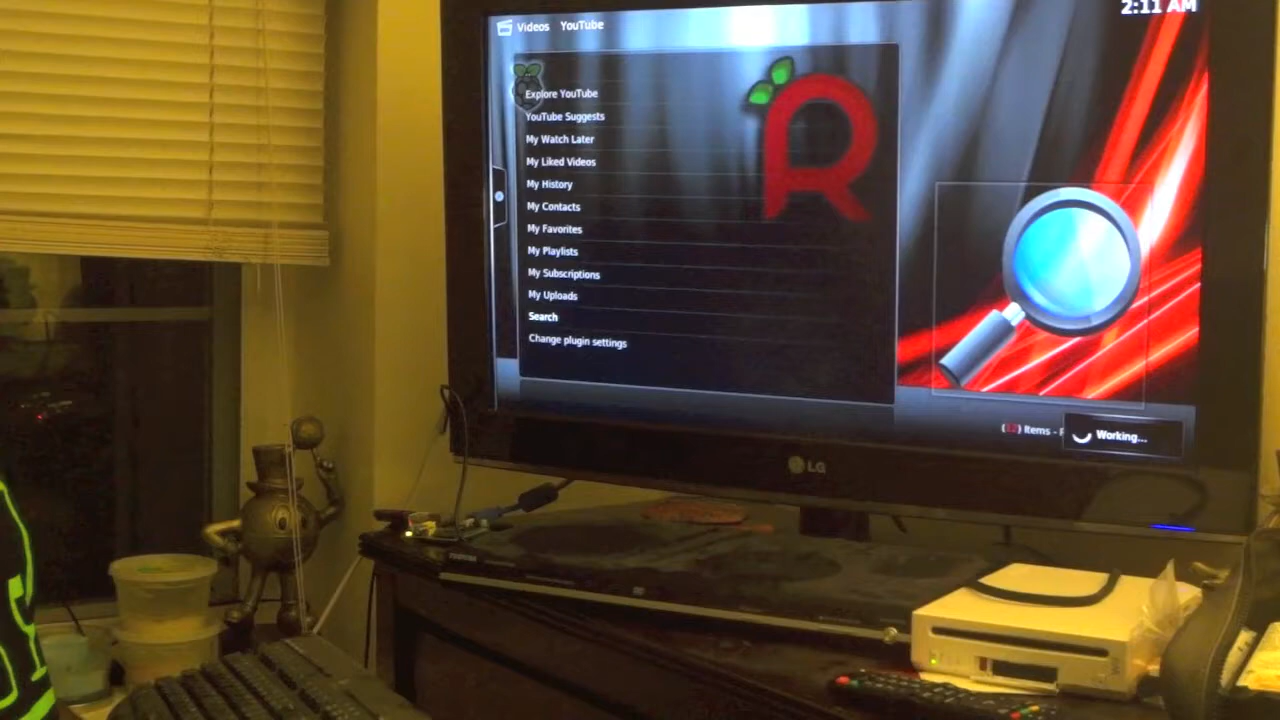 Videos YouTube
2:11 AM
Explore YouTube
YouTube Suggests
My Watch Later
My Liked Videos
My History
My Contacts
My Favorites
My Playlists
My Subscriptions
My Uploads
Search
Change plugin settings
(12) Items -
Working...
LG